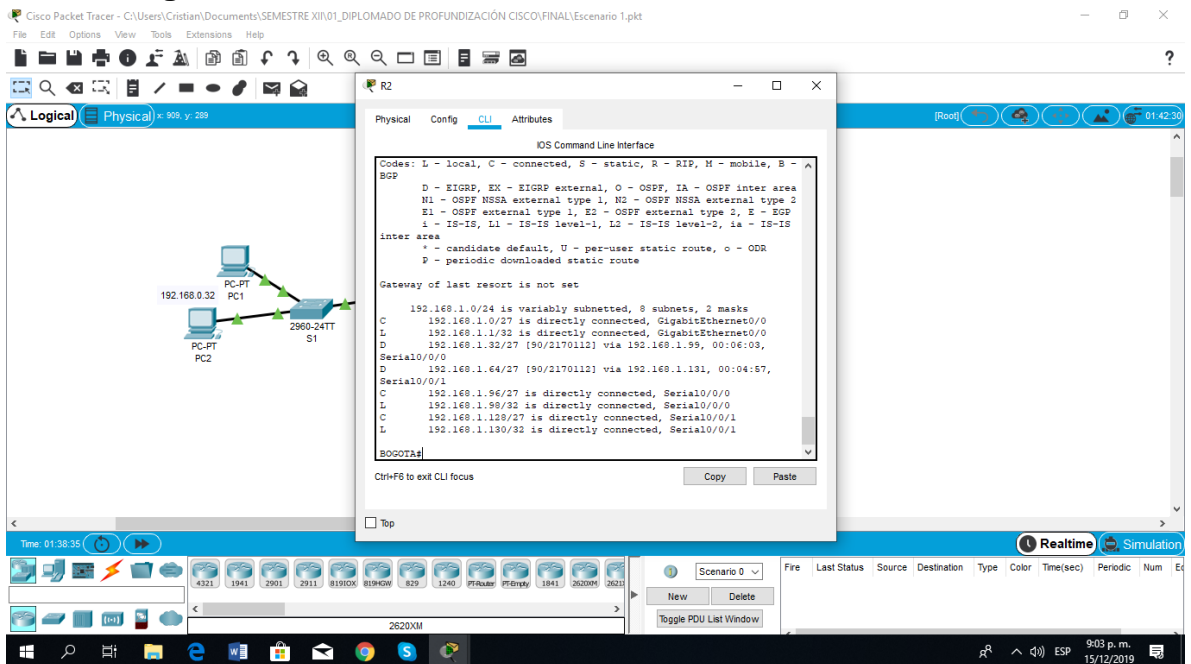 Cisco Packet Tracer - C:\Users\Cristian\Documents\SEMESTRE XII\01_DIPLOMADO DE PROFUNDIZACIÓN CISCO\FINAL\Escenario 1.pkt
File Edit Options View Tools Extensions Help
?
Logical Physical x: 909, y: 289
[Root] 01:42:30
R2
Physical Config CLI Attributes
IOS Command Line Interface
Codes: L - local, C - connected, S - static, R - RIP, M - mobile, B -
BGP
D - EIGRP, EX - EIGRP external, O - OSPF, IA - OSPF inter area
N1 - OSPF NSSA external type 1, N2 - OSPF NSSA external type 2
E1 - OSPF external type 1, E2 - OSPF external type 2, E - EGP
i - IS-IS, L1 - IS-IS level-1, L2 - IS-IS level-2, ia - IS-IS
inter area
* - candidate default, U - per-user static route, o - ODR
P - periodic downloaded static route
Gateway of last resort is not set
192.168.1.0/24 is variably subnetted, 8 subnets, 2 masks
C 192.168.1.0/27 is directly connected, GigabitEthernet0/0
L 192.168.1.1/32 is directly connected, GigabitEthernet0/0
D 192.168.1.32/27 [90/2170112] via 192.168.1.99, 00:06:03,
Serial0/0/0
D 192.168.1.64/27 [90/2170112] via 192.168.1.131, 00:04:57,
Serial0/0/1
C 192.168.1.96/27 is directly connected, Serial0/0/0
L 192.168.1.98/32 is directly connected, Serial0/0/0
C 192.168.1.128/27 is directly connected, Serial0/0/1
L 192.168.1.130/32 is directly connected, Serial0/0/1
BOGOTA#
Ctrl+F6 to exit CLI focus
Copy Paste
Top
PC-PT
PC1
192.168.0.32
2960-24TT
S1
PC-PT
PC2
Time: 01:38:35
Realtime Simulation
4321 1941 2901 2911 819IOX 819HGW 829 1240 PT-Router PT-Empty 1841 2620XM
2620XM
Scenario 0
New Delete
Toggle PDU List Window
Fire Last Status Source Destination Type Color Time(sec) Periodic Num
ESP
9:03 p. m.
15/12/2019